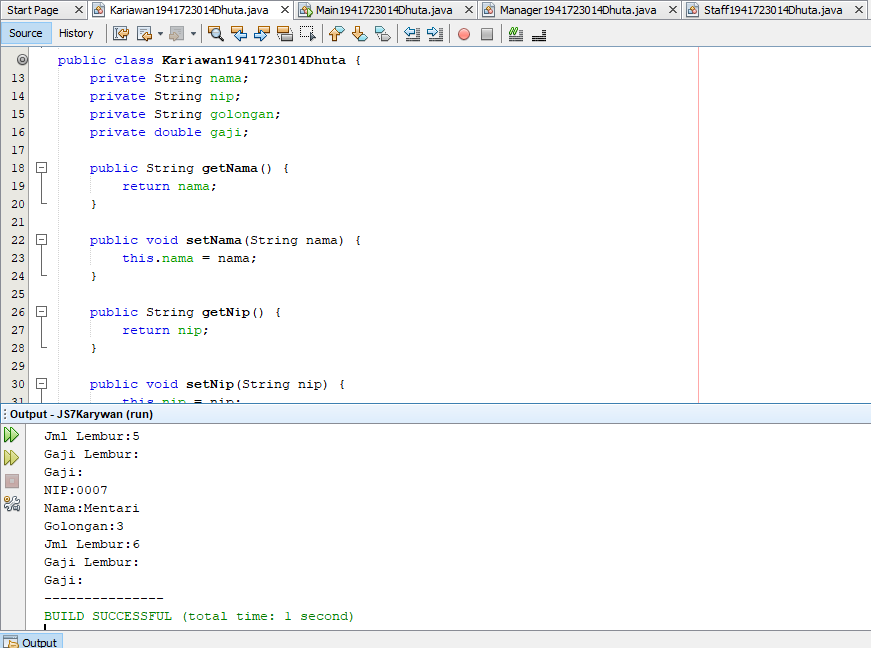 Start Page Kariawan1941723014Dhuta.java Main1941723014Dhuta.java Manager1941723014Dhuta.java Staff1941723014Dhuta.java
Source History
public class Kariawan1941723014Dhuta {
13 private String nama;
14 private String nip;
15 private String golongan;
16 private double gaji;
17
18 public String getNama() {
19 return nama;
20 }
21
22 public void setNama(String nama) {
23 this.nama = nama;
24 }
25
26 public String getNip() {
27 return nip;
28 }
29
30 public void setNip(String nip) {
31 this.nip = nip;
Output - JS7Karywan (run)
Jml Lembur:5
Gaji Lembur:
Gaji:
NIP:0007
Nama:Mentari
Golongan:3
Jml Lembur:6
Gaji Lembur:
Gaji:
---------------
BUILD SUCCESSFUL (total time: 1 second)
Output